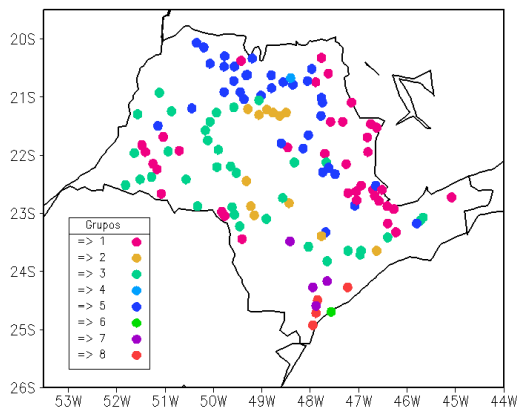 20S
21S
22S
23S
24S
25S
26S
Grupos
=> 1
=> 2
=> 3
=> 4
=> 5
=> 6
=> 7
=> 8
53W 52W 51W 50W 49W 48W 47W 46W 45W 44W